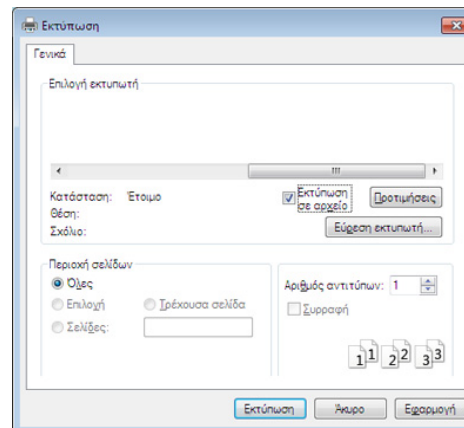 Εκτύπωση
Γενικά
Επιλογή εκτυπωτή
Κατάσταση: Έτοιμο
Θέση:
Σχόλιο:
Εκτύπωση
σε αρχείο
Προτιμήσεις
Εύρεση εκτυπωτή...
Περιοχή σελίδων
Όλες
Επιλογή
Τρέχουσα σελίδα
Σελίδες:
Αριθμός αντιτύπων: 1
Συρραφή
1 1 2 2 3 3
Εκτύπωση Άκυρο Εφαρμογή